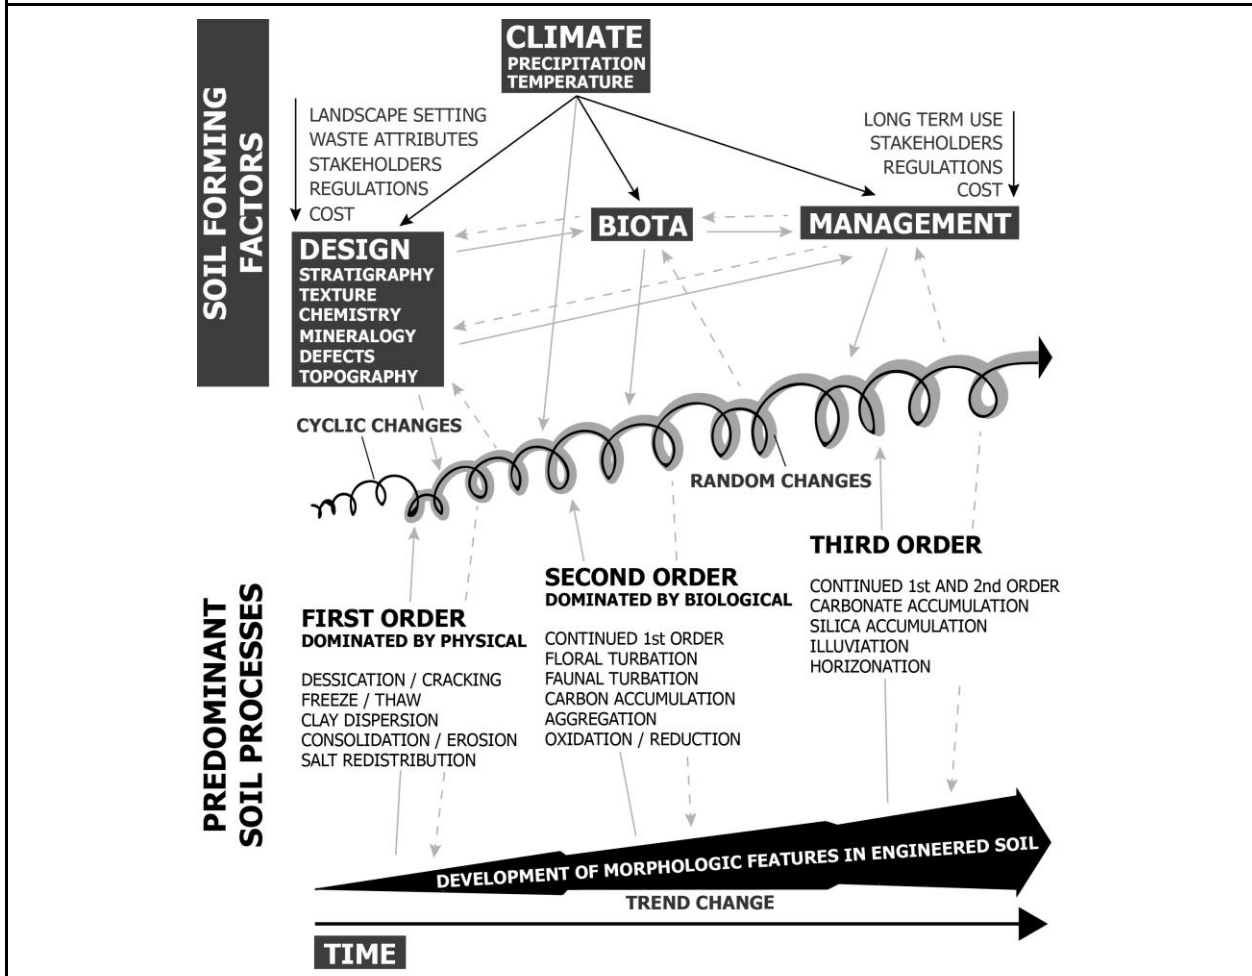 SOIL FORMING
FACTORS
CLIMATE
PRECIPITATION
TEMPERATURE
LANDSCAPE SETTING
WASTE ATTRIBUTES
STAKEHOLDERS
REGULATIONS
COST
LONG TERM USE
STAKEHOLDERS
REGULATIONS
COST
DESIGN
STRATIGRAPHY
TEXTURE
CHEMISTRY
MINERALOGY
DEFECTS
TOPOGRAPHY
BIOTA
MANAGEMENT
CYCLIC CHANGES
RANDOM CHANGES
PREDOMINANT
SOIL PROCESSES
FIRST ORDER
DOMINATED BY PHYSICAL
DESSICATION / CRACKING
FREEZE / THAW
CLAY DISPERSION
CONSOLIDATION / EROSION
SALT REDISTRIBUTION
SECOND ORDER
DOMINATED BY BIOLOGICAL
CONTINUED 1st ORDER
FLORAL TURBATION
FAUNAL TURBATION
CARBON ACCUMULATION
AGGREGATION
OXIDATION / REDUCTION
THIRD ORDER
CONTINUED 1st AND 2nd ORDER
CARBONATE ACCUMULATION
SILICA ACCUMULATION
ILLUVIATION
HORIZONATION
DEVELOPMENT OF MORPHOLOGIC FEATURES IN ENGINEERED SOIL
TREND CHANGE
TIME